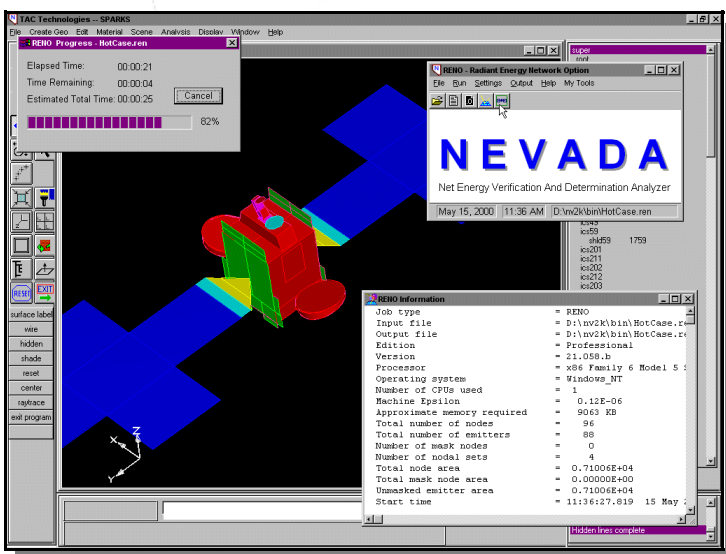 TAC Technologies -- SPARKS
File Create Geo Edit Material Scene Analysis Display Window Help
RENO Progress - HotCase.ren
Elapsed Time: 00:00:21
Time Remaining: 00:00:04
Estimated Total Time: 00:00:25
Cancel
82%
super
root
RENO - Radiant Energy Network Option
File Run Settings Output Help My Tools
NEVADA
Net Energy Verification And Determination Analyzer
May 15, 2000 11:36 AM D:\nv2k\bin\HotCase.ren
ics49
ics59
shld59 1759
ics201
ics211
ics202
ics212
ics203
RESET EXIT
surface label
wire
hidden
shade
reset
center
raytrace
exit program
Z
X
Y
RENO Information
Job type = RENO
Input file = D:\nv2k\bin\HotCase.re
Output file = D:\nv2k\bin\HotCase.re
Edition = Professional
Version = 21.058.b
Processor = x86 Family 6 Model 5
Operating system = Windows_NT
Number of CPUs used = 1
Machine Epsilon = 0.12E-06
Approximate memory required = 9063 KB
Total number of nodes = 96
Total number of emitters = 88
Number of mask nodes = 0
Number of nodal sets = 4
Total node area = 0.71006E+04
Total mask node area = 0.00000E+00
Unmasked emitter area = 0.71006E+04
Start time = 11:36:27.819 15 May
Hidden lines complete